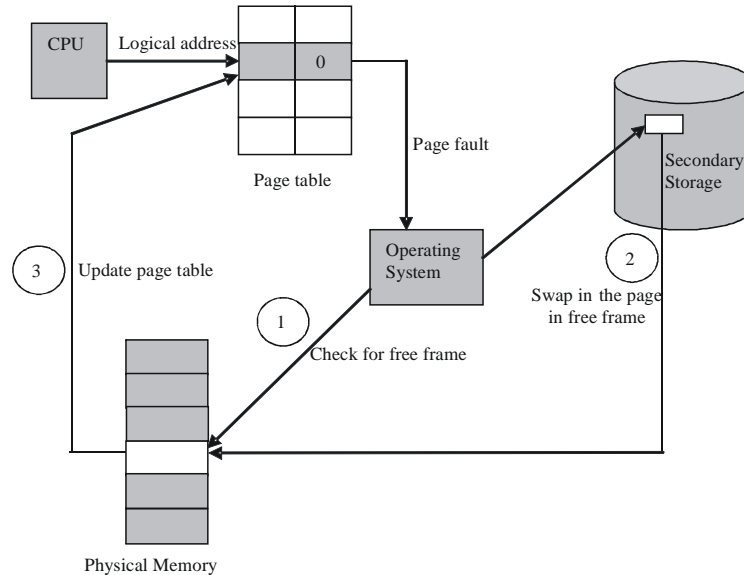 CPU
Logical address
0
Page fault
Page table
Secondary
Storage
Operating
System
3
Update page table
2
Swap in the page
in free frame
1
Check for free frame
Physical Memory